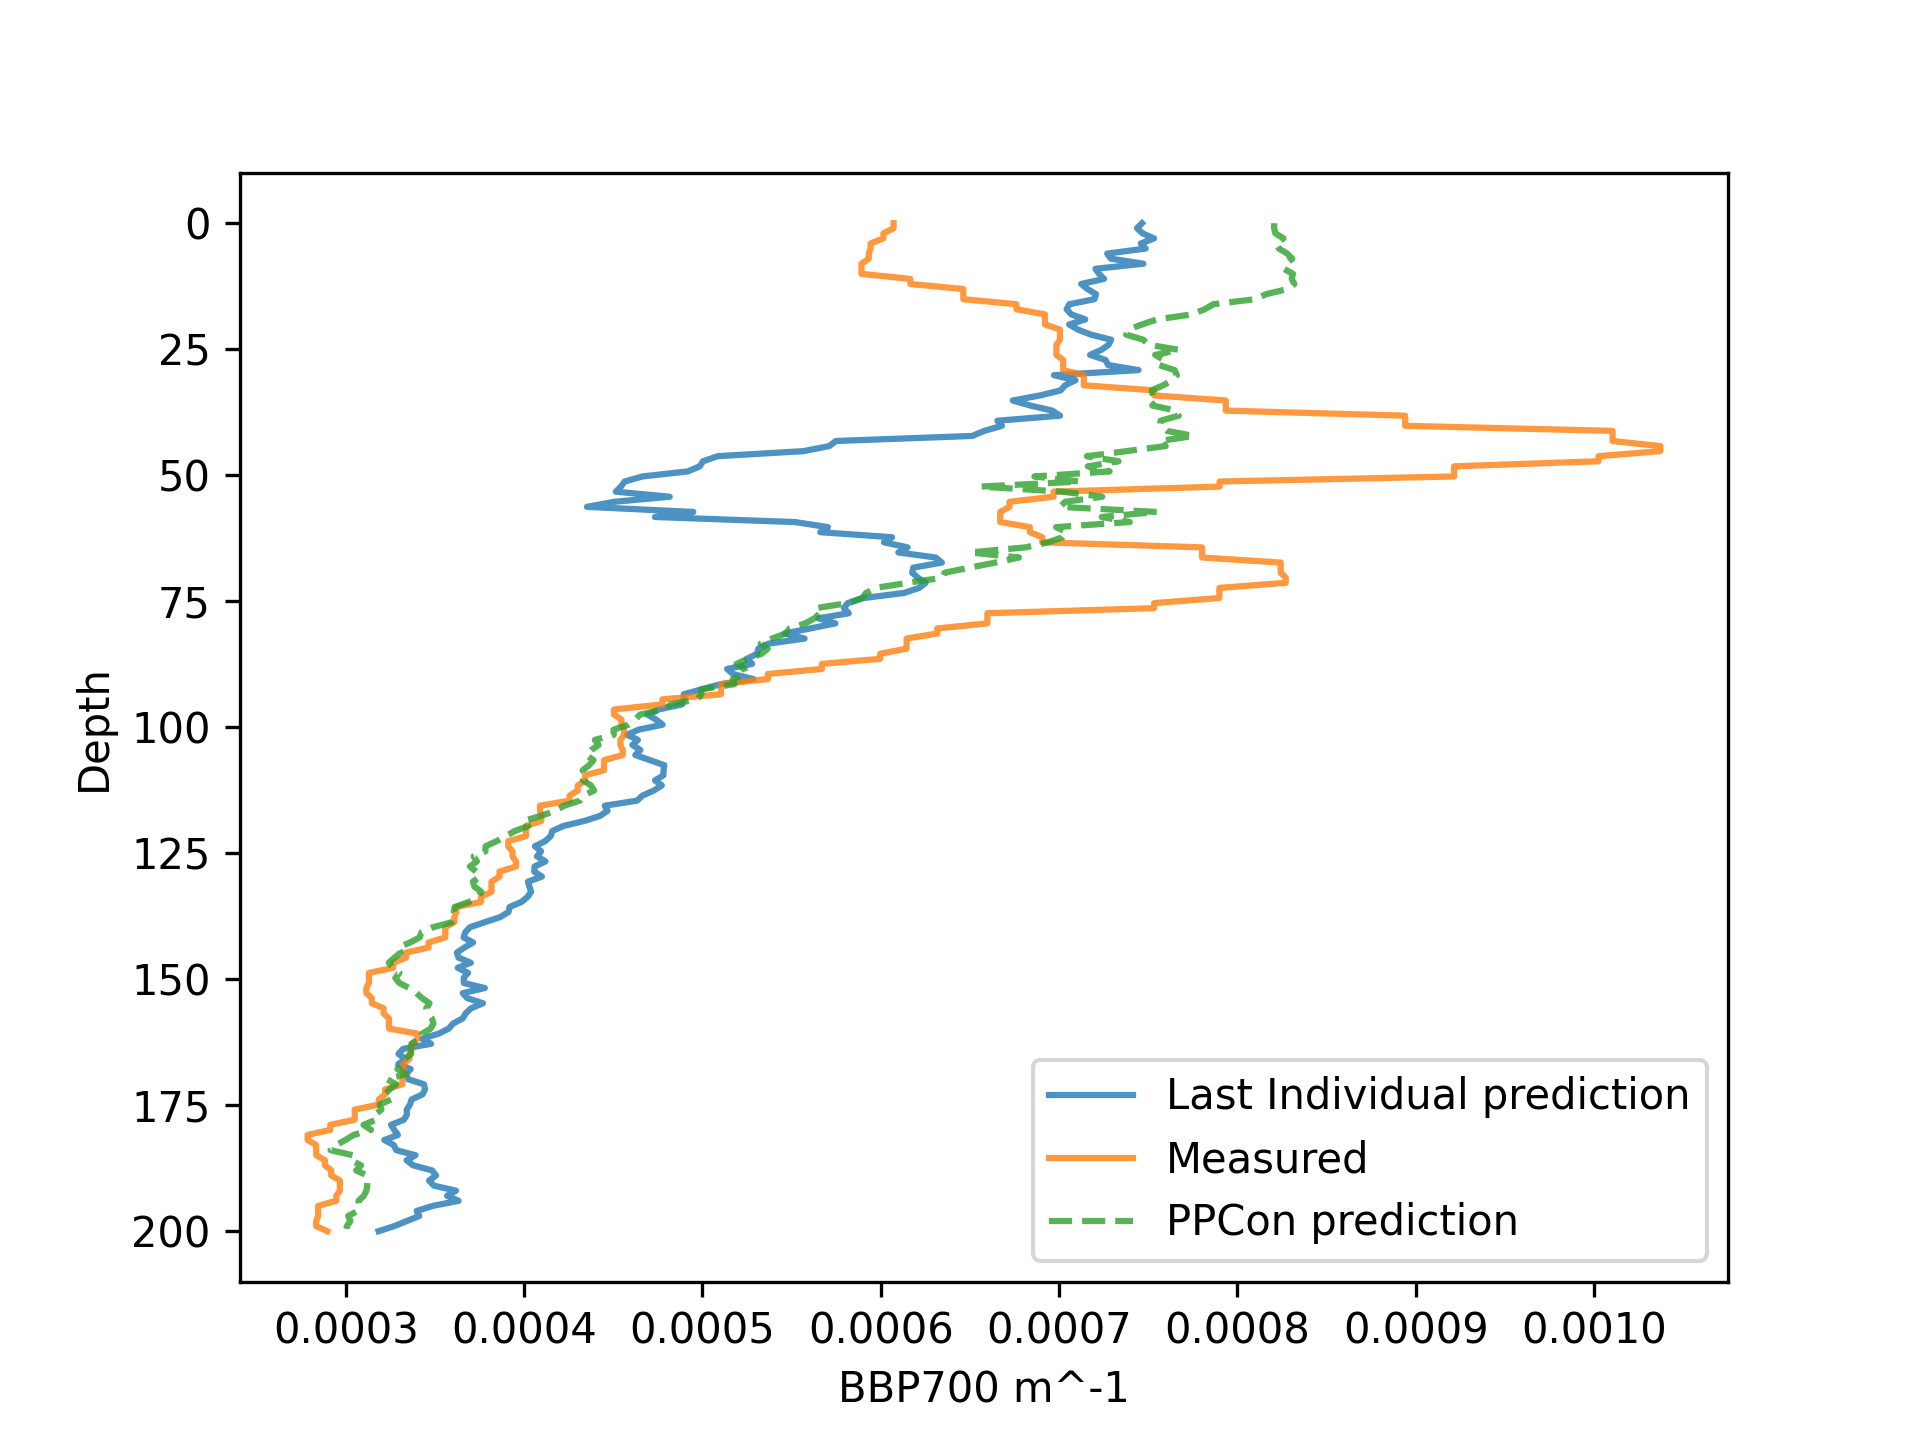 0
25
50
75
100
125
150
175
200
Depth
0.0003 0.0004 0.0005 0.0006 0.0007 0.0008 0.0009 0.0010
BBP700 m^-1
Last Individual prediction
Measured
PPCon prediction